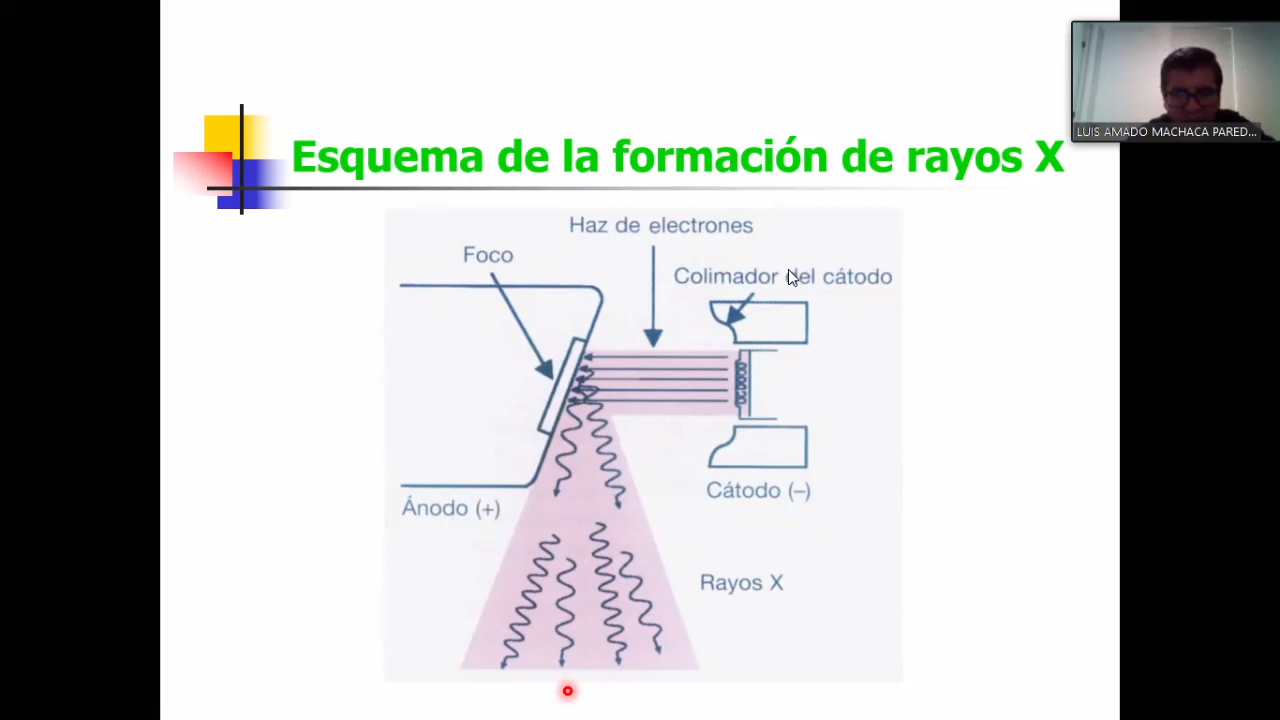 LUIS AMADO MACHACA PARED...
Esquema de la formación de rayos X
Haz de electrones
Foco
Colimador del cátodo
Cátodo (–)
Ánodo (+)
Rayos X